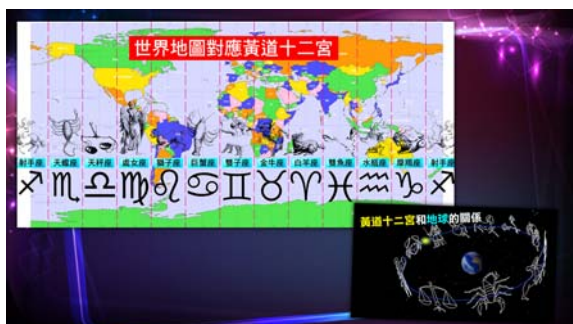 世界地圖對應黃道十二宮
射手座 天蠍座 天秤座 處女座 獅子座 巨蟹座 雙子座 金牛座 白羊座 雙魚座 水瓶座 摩羯座 射手座
♐ ♏ ♎ ♍ ♌ ♋ ♊ ♉ ♈ ♓ ♒ ♑ ♐
黃道十二宮和地球的關係